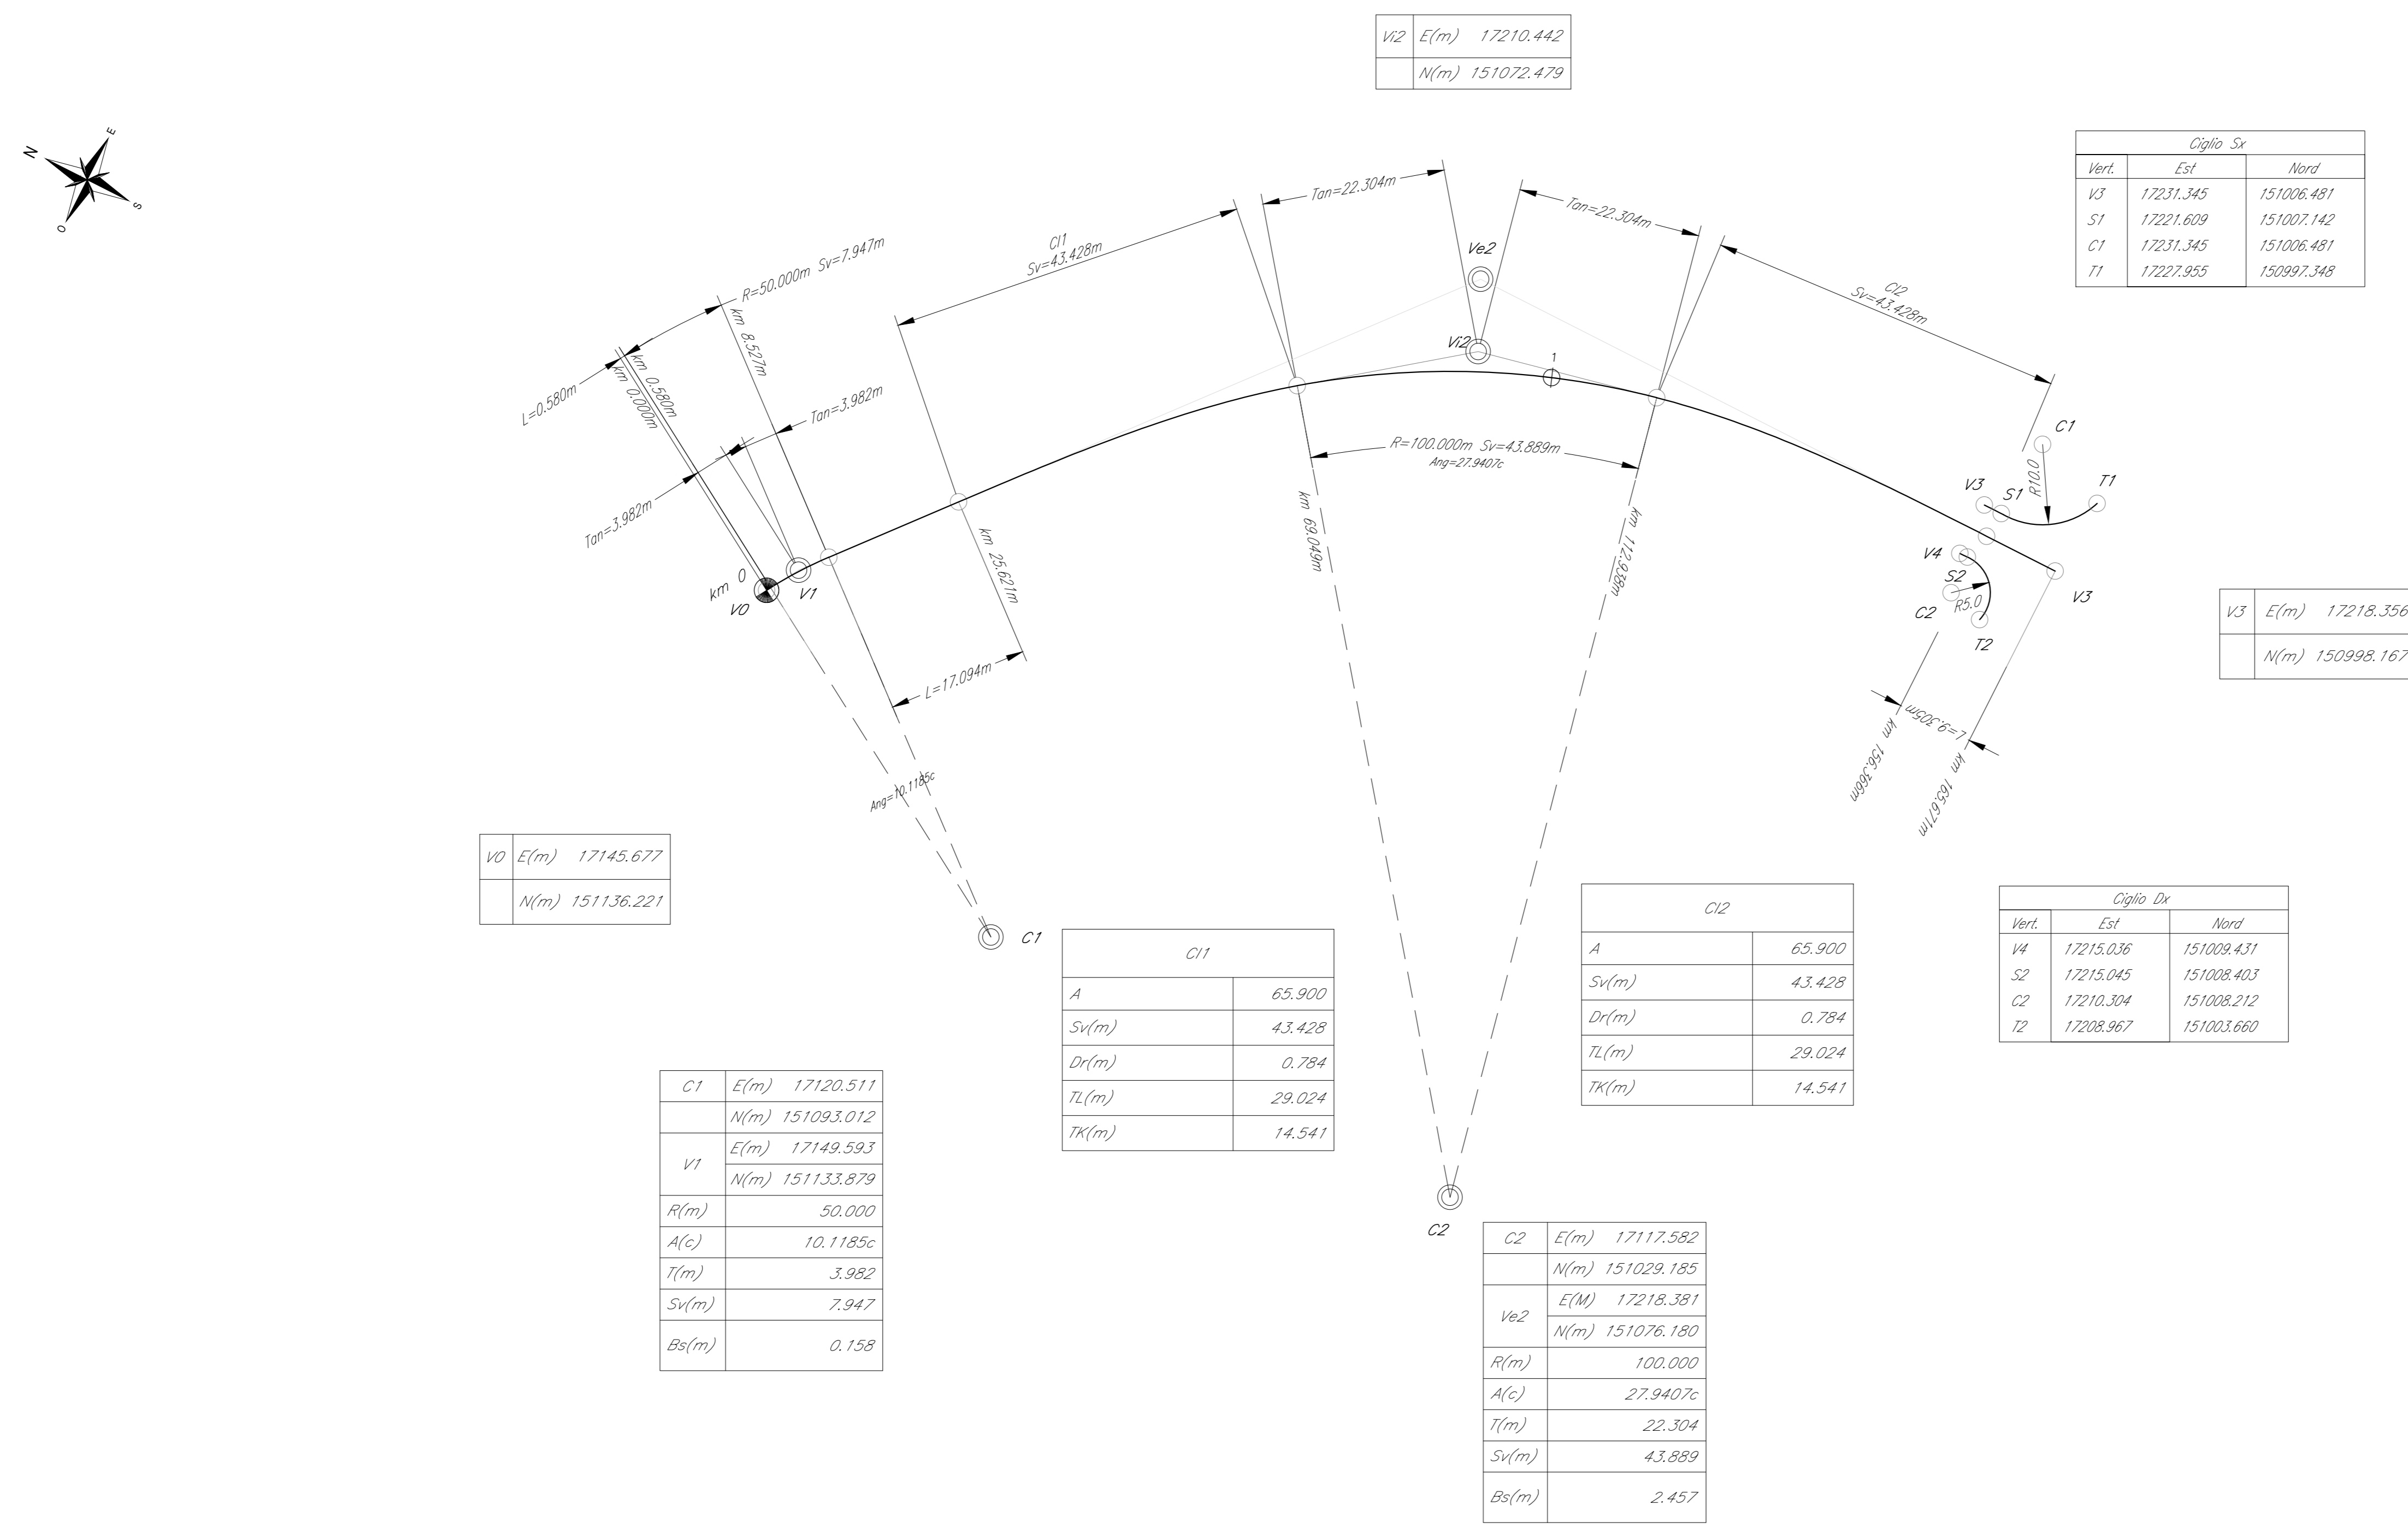 Vi2 E(m) 17210.442
N(m) 151072.479
N
E
S
O
Ciglio Sx
Vert. Est Nord
V3 17231.345 151006.481
S1 17221.609 151007.142
C1 17231.345 151006.481
T1 17227.955 150997.348
Tan=22.304m
Tan=22.304m
Cl1
Sv=43.428m
R=50.000m Sv=7.947m
Ve2
Cl2
Sv=43.428m
km 8.527m
km 0.580m
km 0.000m
L=0.580m
Tan=3.982m
Vi2
1
C1
R=100.000m Sv=43.889m
Ang=27.9407c
R10.0
V3
S1
T1
Tan=3.982m
km 69.049m
km 112.938m
km 25.621m
km 0
V0
V1
V4
S2
R5.0
C2
T2
V3
V3 E(m) 17218.356
N(m) 150998.167
L=17.094m
L=9.305m
km 156.366m
km 165.671m
Ang=10.1185c
V0 E(m) 17145.677
N(m) 151136.221
C1
Cl1
A 65.900
Sv(m) 43.428
Dr(m) 0.784
TL(m) 29.024
TK(m) 14.541
Cl2
A 65.900
Sv(m) 43.428
Dr(m) 0.784
TL(m) 29.024
TK(m) 14.541
Ciglio Dx
Vert. Est Nord
V4 17215.036 151009.431
S2 17215.045 151008.403
C2 17210.304 151008.212
T2 17208.967 151003.660
C1 E(m) 17120.511
N(m) 151093.012
V1 E(m) 17149.593
N(m) 151133.879
R(m) 50.000
A(c) 10.1185c
T(m) 3.982
Sv(m) 7.947
Bs(m) 0.158
C2
C2 E(m) 17117.582
N(m) 151029.185
Ve2 E(M) 17218.381
N(m) 151076.180
R(m) 100.000
A(c) 27.9407c
T(m) 22.304
Sv(m) 43.889
Bs(m) 2.457